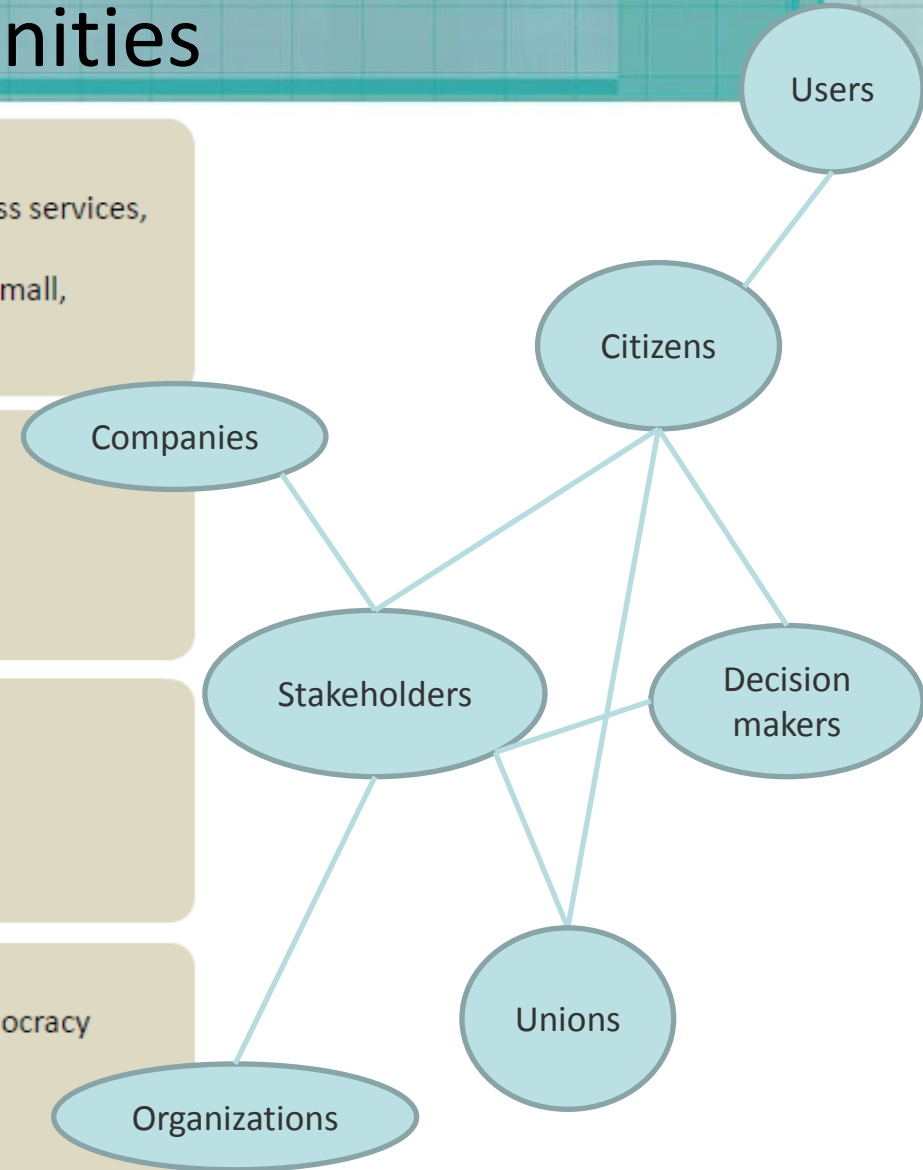 nities
Users
ss services,
mall,
Citizens
Companies
Stakeholders
Decision
makers
Unions
ocracy
Organizations